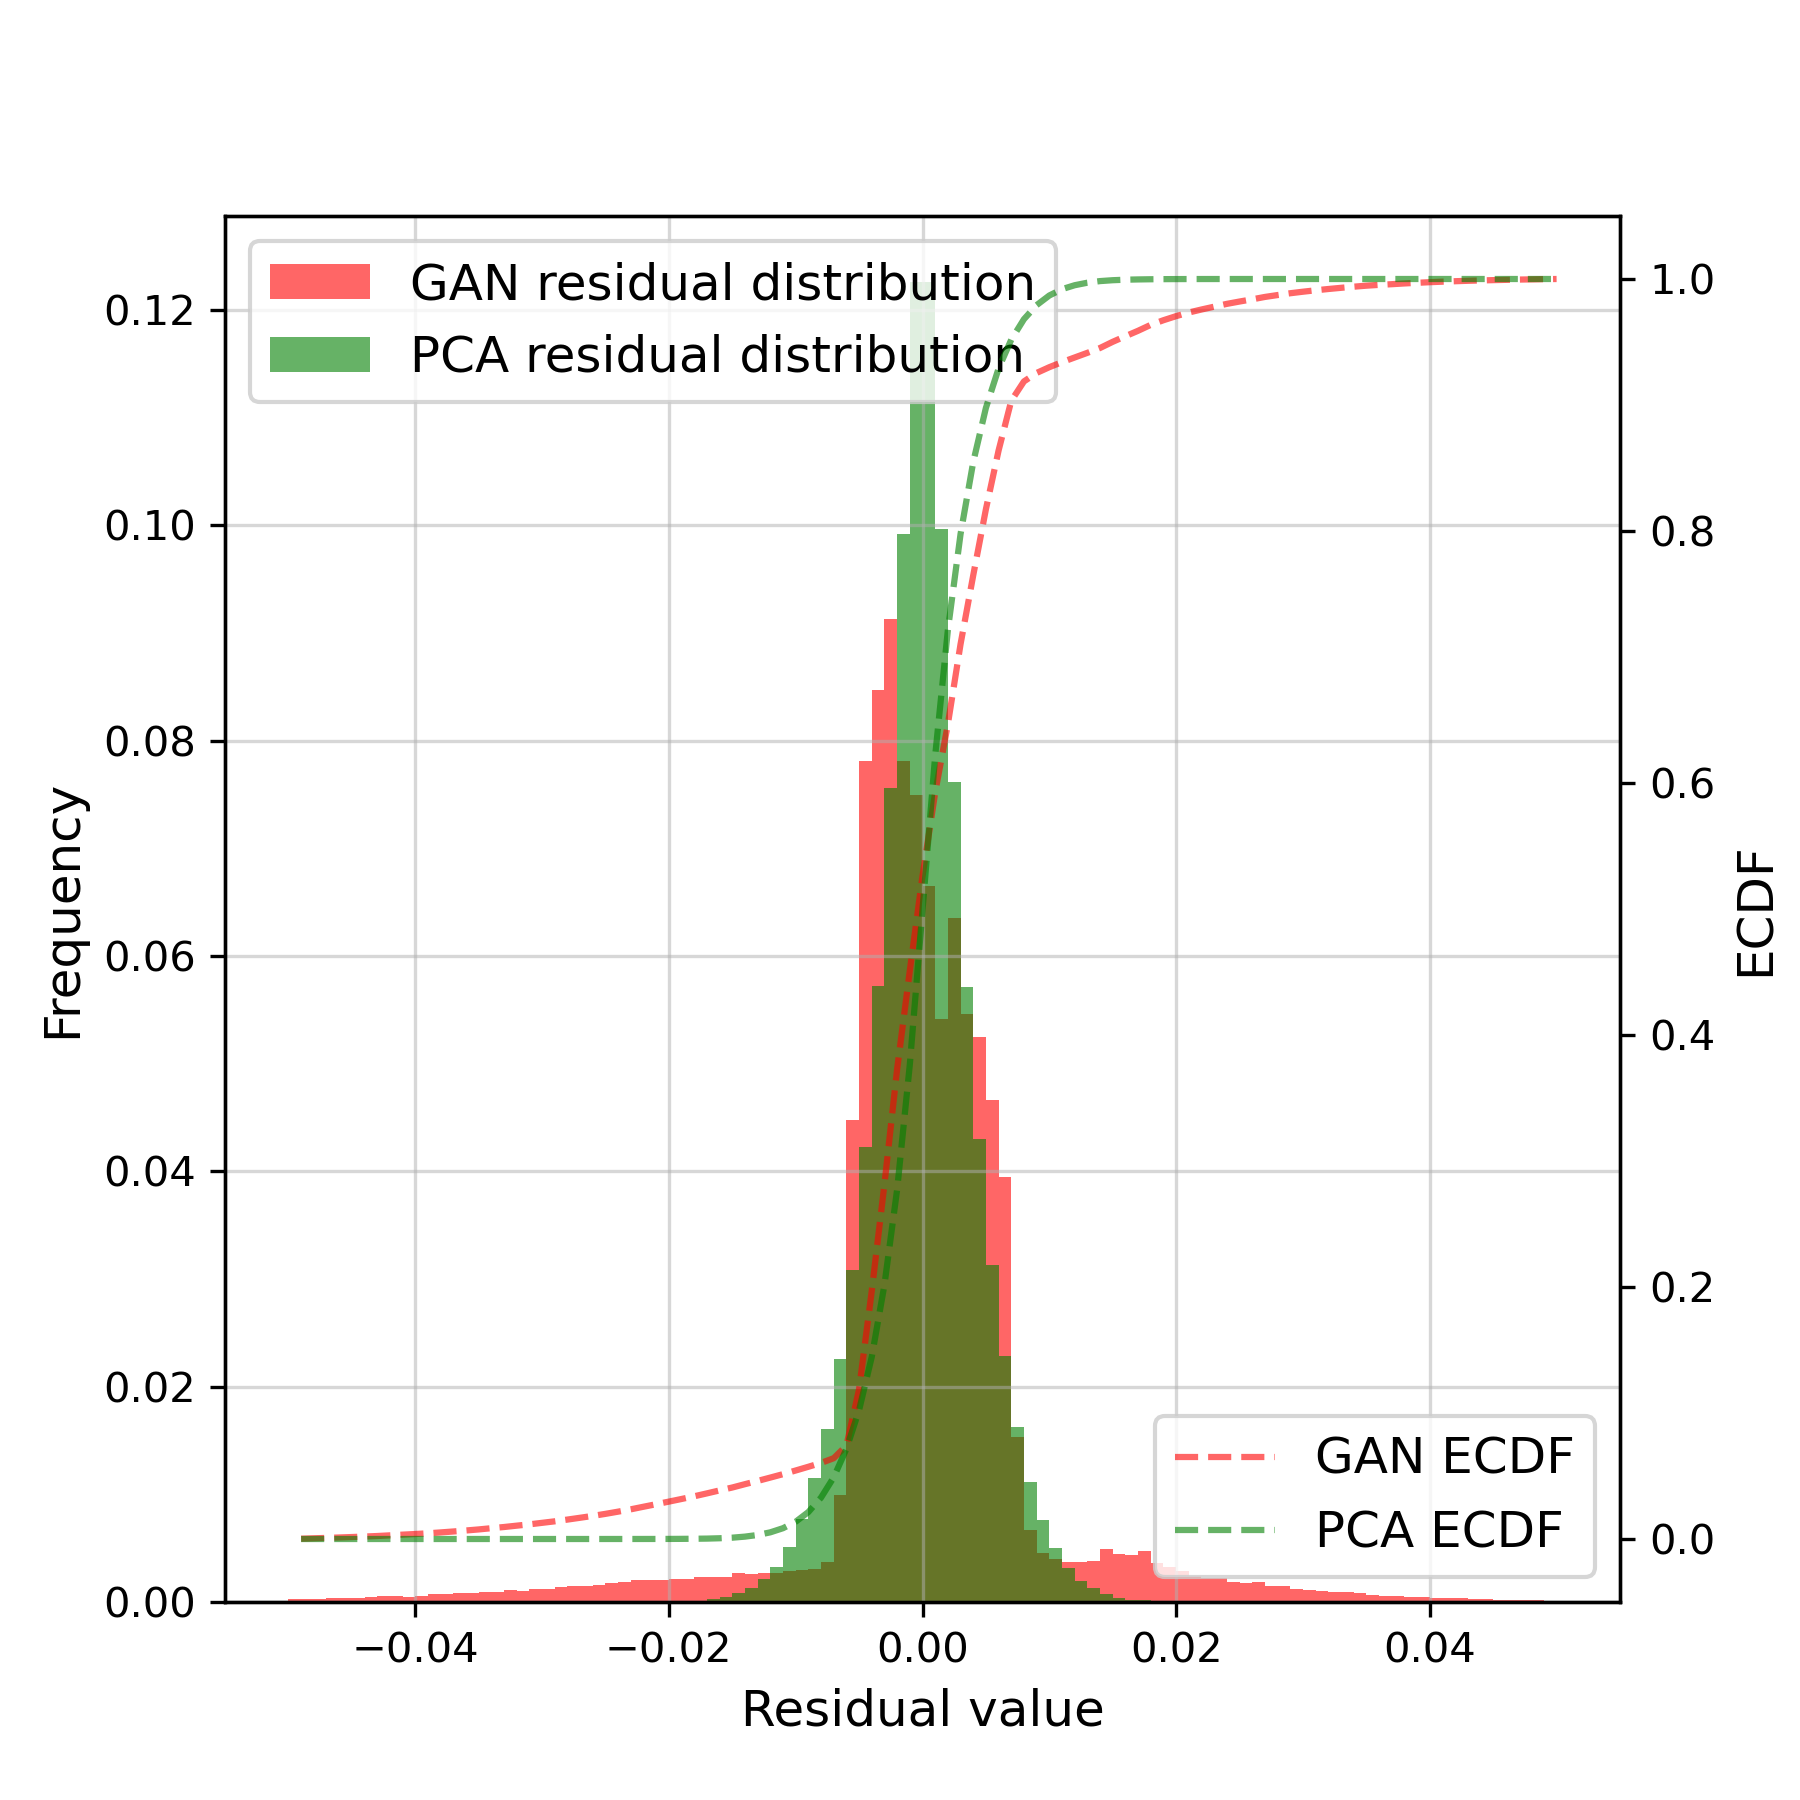 GAN residual distribution
PCA residual distribution
0.12
0.10
0.08
0.06
0.04
0.02
0.00
Frequency
1.0
0.8
0.6
0.4
0.2
0.0
ECDF
GAN ECDF
PCA ECDF
−0.04
−0.02
0.00
0.02
0.04
Residual value